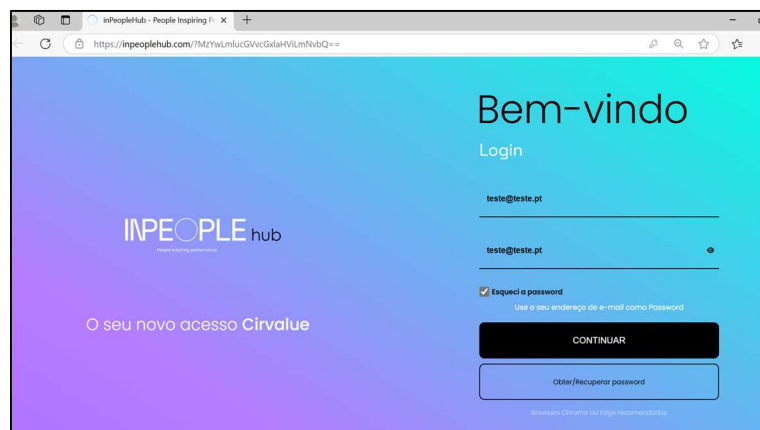 inPeopleHub - People Inspiring P
https://inpeoplehub.com/?MzYwLmlucGVvcGxlaHViLmNvbQ==
Bem-vindo
Login
teste@teste.pt
INPEOPLE hub
People inspiring performance
teste@teste.pt
Esqueci a password
Use o seu endereço de e-mail como Password
O seu novo acesso Cirvalue
CONTINUAR
Obter/Recuperar password
Browsers Chrome ou Edge recomendados